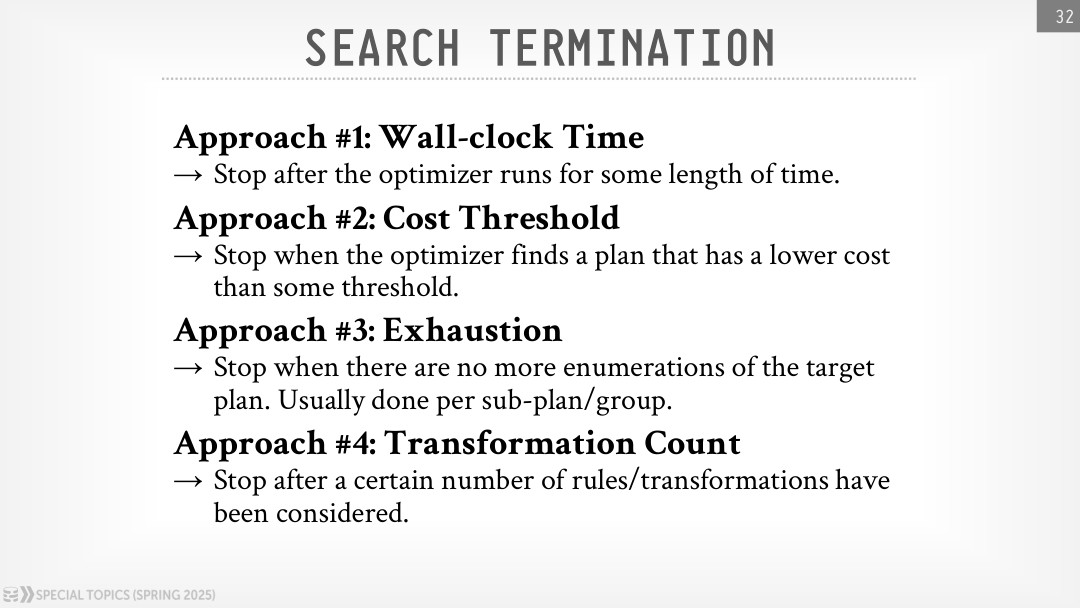 32
SEARCH TERMINATION
Approach #1: Wall-clock Time
→ Stop after the optimizer runs for some length of time.
Approach #2: Cost Threshold
→ Stop when the optimizer finds a plan that has a lower cost
than some threshold.
Approach #3: Exhaustion
→ Stop when there are no more enumerations of the target
plan. Usually done per sub-plan/group.
Approach #4: Transformation Count
→ Stop after a certain number of rules/transformations have
been considered.
SPECIAL TOPICS (SPRING 2025)